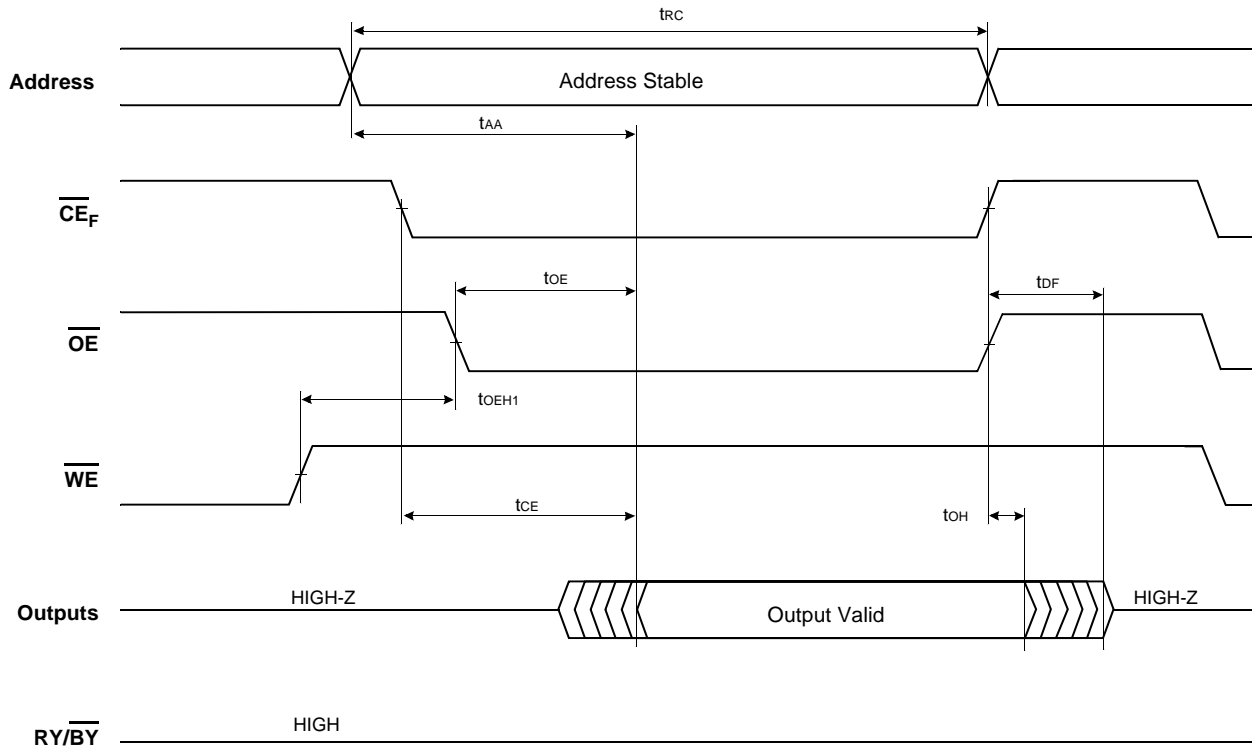 tRC
Address
Address Stable
tAA
CEF
tOE
tDF
OE
tOEH1
WE
tCE
tOH
HIGH-Z
Outputs
Output Valid
HIGH-Z
HIGH
RY/BY